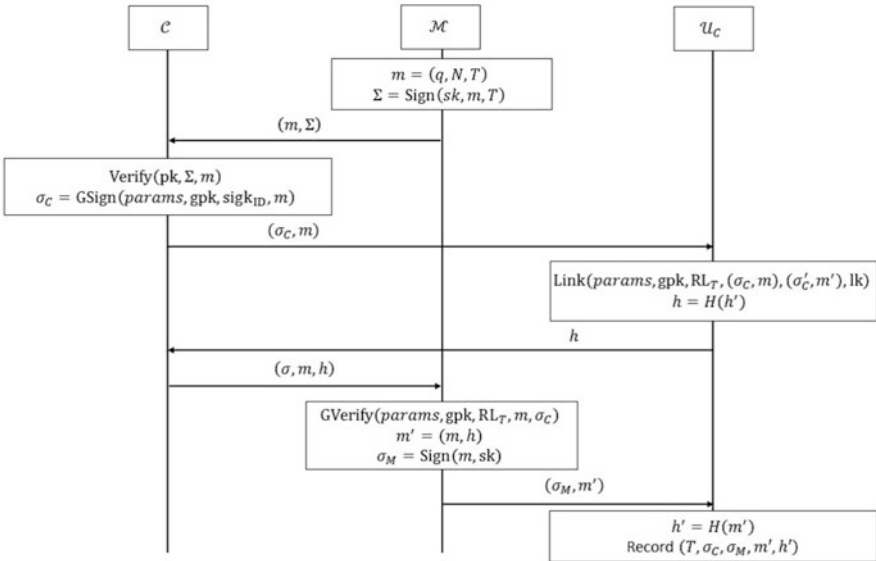 𝒞
ℳ
𝒰_C
m = (q, N, T)
Σ = Sign(sk, m, T)
(m, Σ)
Verify(pk, Σ, m)
σ_C = GSign(params, gpk, sigk_ID, m)
(σ_C, m)
Link(params, gpk, RL_T, (σ_C, m), (σ′_C, m′), lk)
h = H(h′)
h
(σ, m, h)
GVerify(params, gpk, RL_T, m, σ_C)
m′ = (m, h)
σ_M = Sign(m, sk)
(σ_M, m′)
h′ = H(m′)
Record (T, σ_C, σ_M, m′, h′)